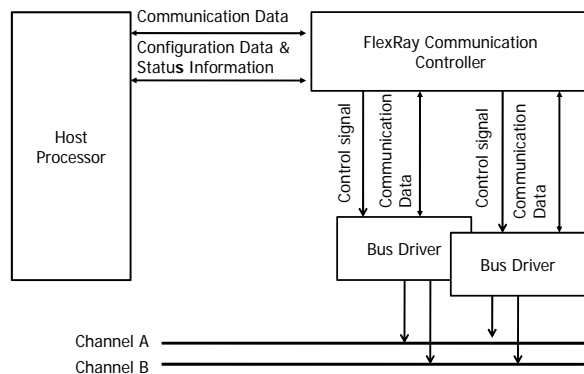 Communication Data
Configuration Data &
Status Information
FlexRay Communication
Controller
Host
Processor
Control signal
Communication
Data
Control signal
Communication
Data
Bus Driver
Bus Driver
Channel A
Channel B